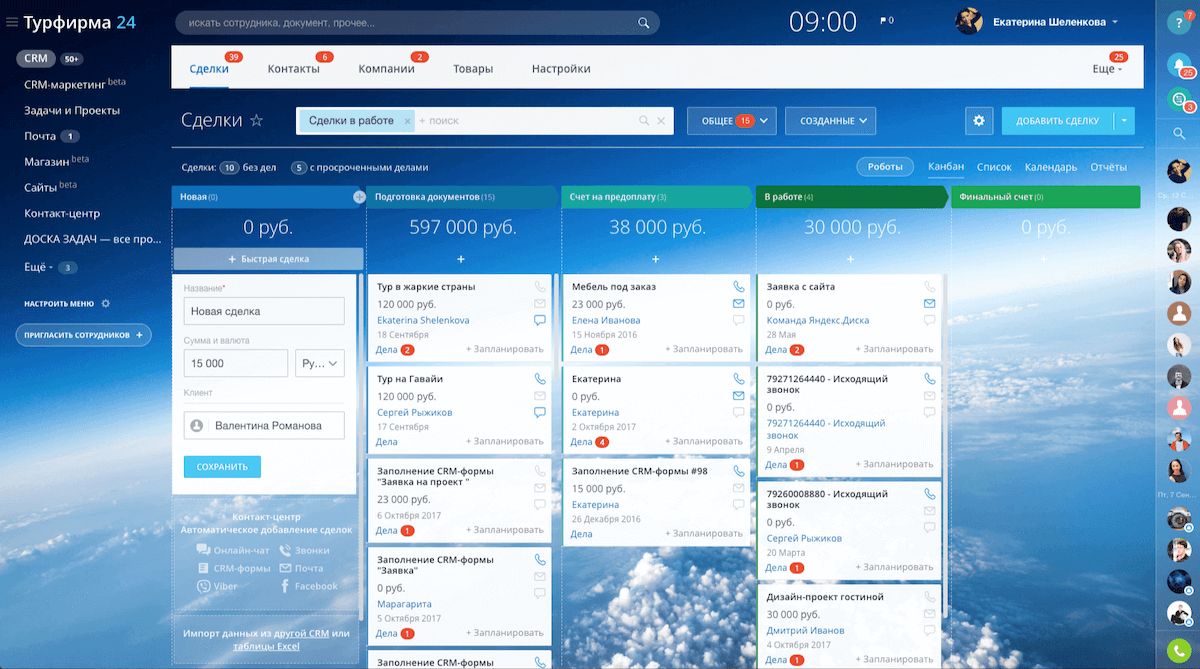 Турфирма 24
искать сотрудника, документ, прочее...
09:00
0
Екатерина Шеленкова
?
7
CRM 50+
CRM-маркетинг beta
Задачи и Проекты
Почта 1
Магазин beta
Сайты beta
Контакт-центр
ДОСКА ЗАДАЧ — все про...
Ещё 3
НАСТРОИТЬ МЕНЮ
ПРИГЛАСИТЬ СОТРУДНИКОВ +
Сделки 39
Контакты 6
Компании 2
Товары
Настройки
Еще 25
25
3
Сделки
Сделки в работе ×
+ поиск
ОБЩЕЕ 15
СОЗДАННЫЕ
ДОБАВИТЬ СДЕЛКУ
Сделки: 10 без дел 5 с просроченными делами
Роботы
Канбан
Список
Календарь
Отчёты
Новая (0)
0 руб.
+ Быстрая сделка
Название*
Новая сделка
Сумма и валюта
15 000
Ру...
Клиент
Валентина Романова
СОХРАНИТЬ
Контакт-центр
Автоматическое добавление сделок
Онлайн-чат Звонки
CRM-формы Почта
Viber Facebook
Импорт данных из другой CRM или
таблицы Excel
Подготовка документов (15)
597 000 руб.
+
Тур в жаркие страны
120 000 руб.
Ekaterina Shelenkova
18 Сентября
Дела 2 + Запланировать
Тур на Гавайи
120 000 руб.
Сергей Рыжиков
17 Сентября
Дела + Запланировать
Заполнение CRM-формы
"Заявка на проект "
23 000 руб.
6 Октября 2017
Дела 1 + Запланировать
Заполнение CRM-формы
"Заявка"
0 руб.
Марагарита
5 Октября 2017
Дела 1 + Запланировать
Заполнение CRM-формы
Счет на предоплату (3)
38 000 руб.
+
Мебель под заказ
23 000 руб.
Елена Иванова
15 Ноября 2016
Дела 1 + Запланировать
Екатерина
0 руб.
Екатерина
2 Октября 2017
Дела 4 + Запланировать
Заполнение CRM-формы #98
15 000 руб.
Екатерина
26 Декабря 2016
Дела + Запланировать
В работе (4)
30 000 руб.
+
Заявка с сайта
0 руб.
Команда Яндекс.Диска
28 Мая
Дела 2 + Запланировать
79271264440 - Исходящий
звонок
0 руб.
79271264440 - Исходящий
звонок
9 Апреля
Дела 1 + Запланировать
79260008880 - Исходящий
звонок
0 руб.
Сергей Рыжиков
20 Марта
Дела 1 + Запланировать
Дизайн-проект гостиной
30 000 руб.
Дмитрий Иванов
4 Октября 2017
Дела 1 + Запланировать
Финальный счет (0)
0 руб.
+
Пт, 7 Сен...